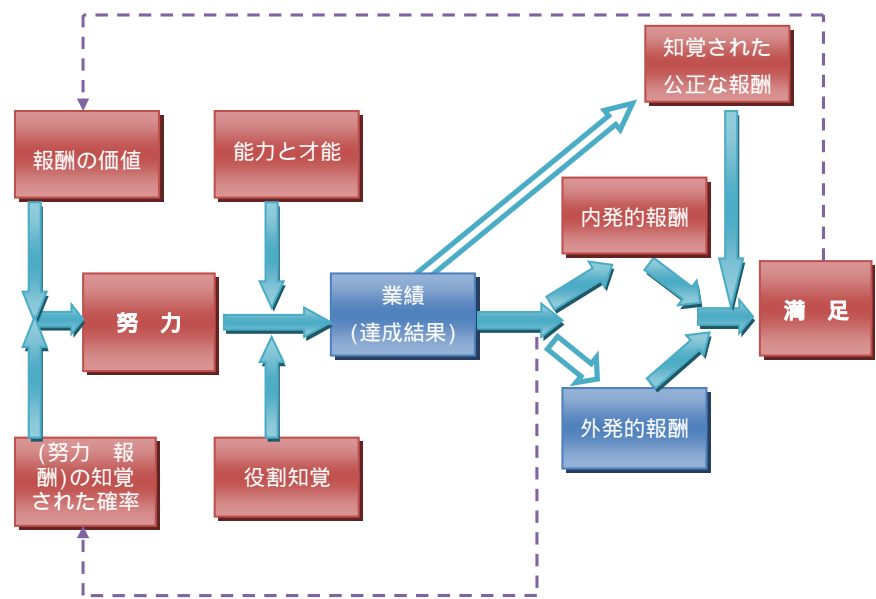 知覚された
公正な報酬
報酬の価値
能力と才能
内発的報酬
努　力
業績
(達成結果)
満　足
外発的報酬
(努力　報
酬)の知覚
された確率
役割知覚